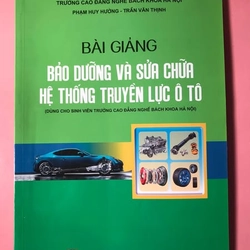 TRƯỜNG CAO ĐẲNG NGHỀ BÁCH KHOA HÀ NỘI
PHẠM HUY HƯỜNG - TRẦN VĂN THỊNH
BÀI GIẢNG
BẢO DƯỠNG VÀ SỬA CHỮA
HỆ THỐNG TRUYỀN LỰC Ô TÔ
(DÙNG CHO SINH VIÊN TRƯỜNG CAO ĐẲNG NGHỀ BÁCH KHOA HÀ NỘI)